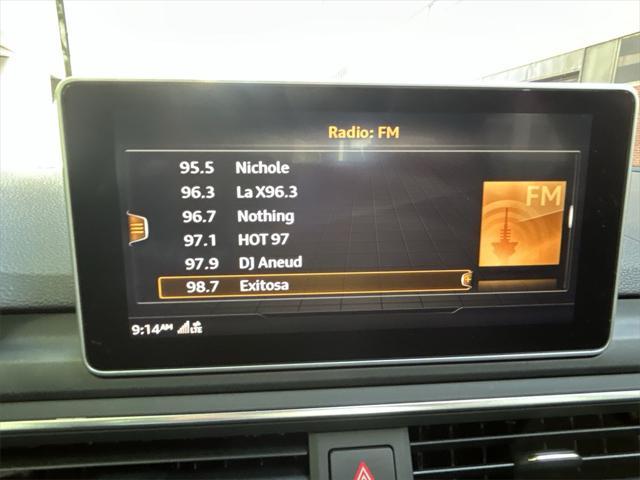 Radio: FM
95.5 Nichole
96.3 La X96.3
96.7 Nothing
97.1 HOT 97
97.9 DJ Aneud
98.7 Exitosa
FM
9:14AM LTE